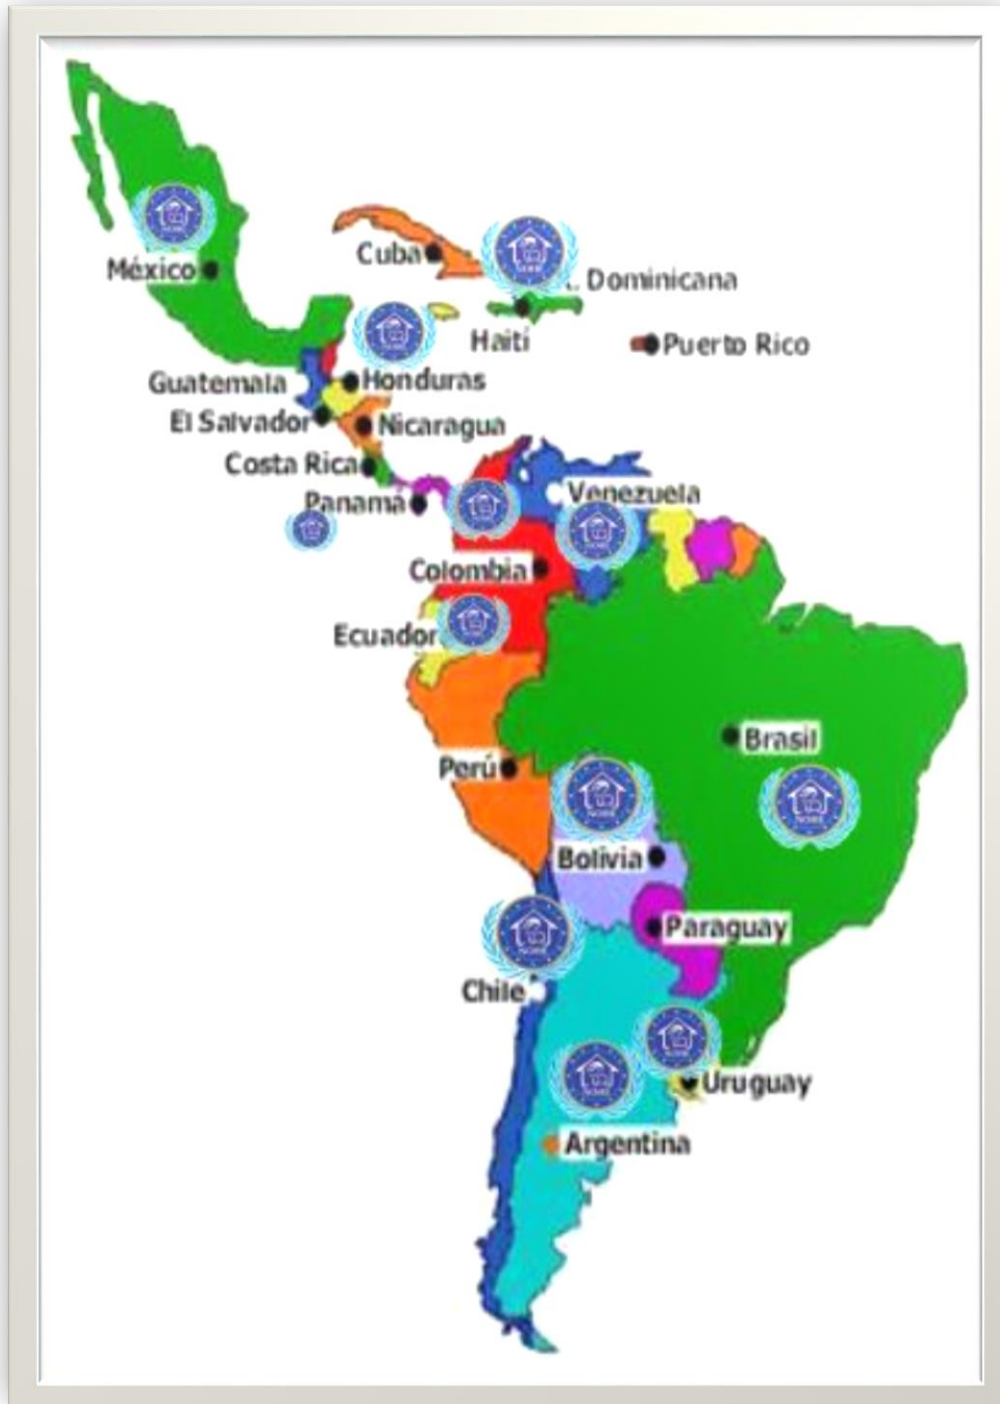 México
Cuba
. Dominicana
Haiti
Puerto Rico
Guatemala
Honduras
El Salvador
Nicaragua
Costa Rica
Panamá
Venezuela
Colombia
Ecuador
Perú
Brasil
Bolivia
Paraguay
Chile
Uruguay
Argentina